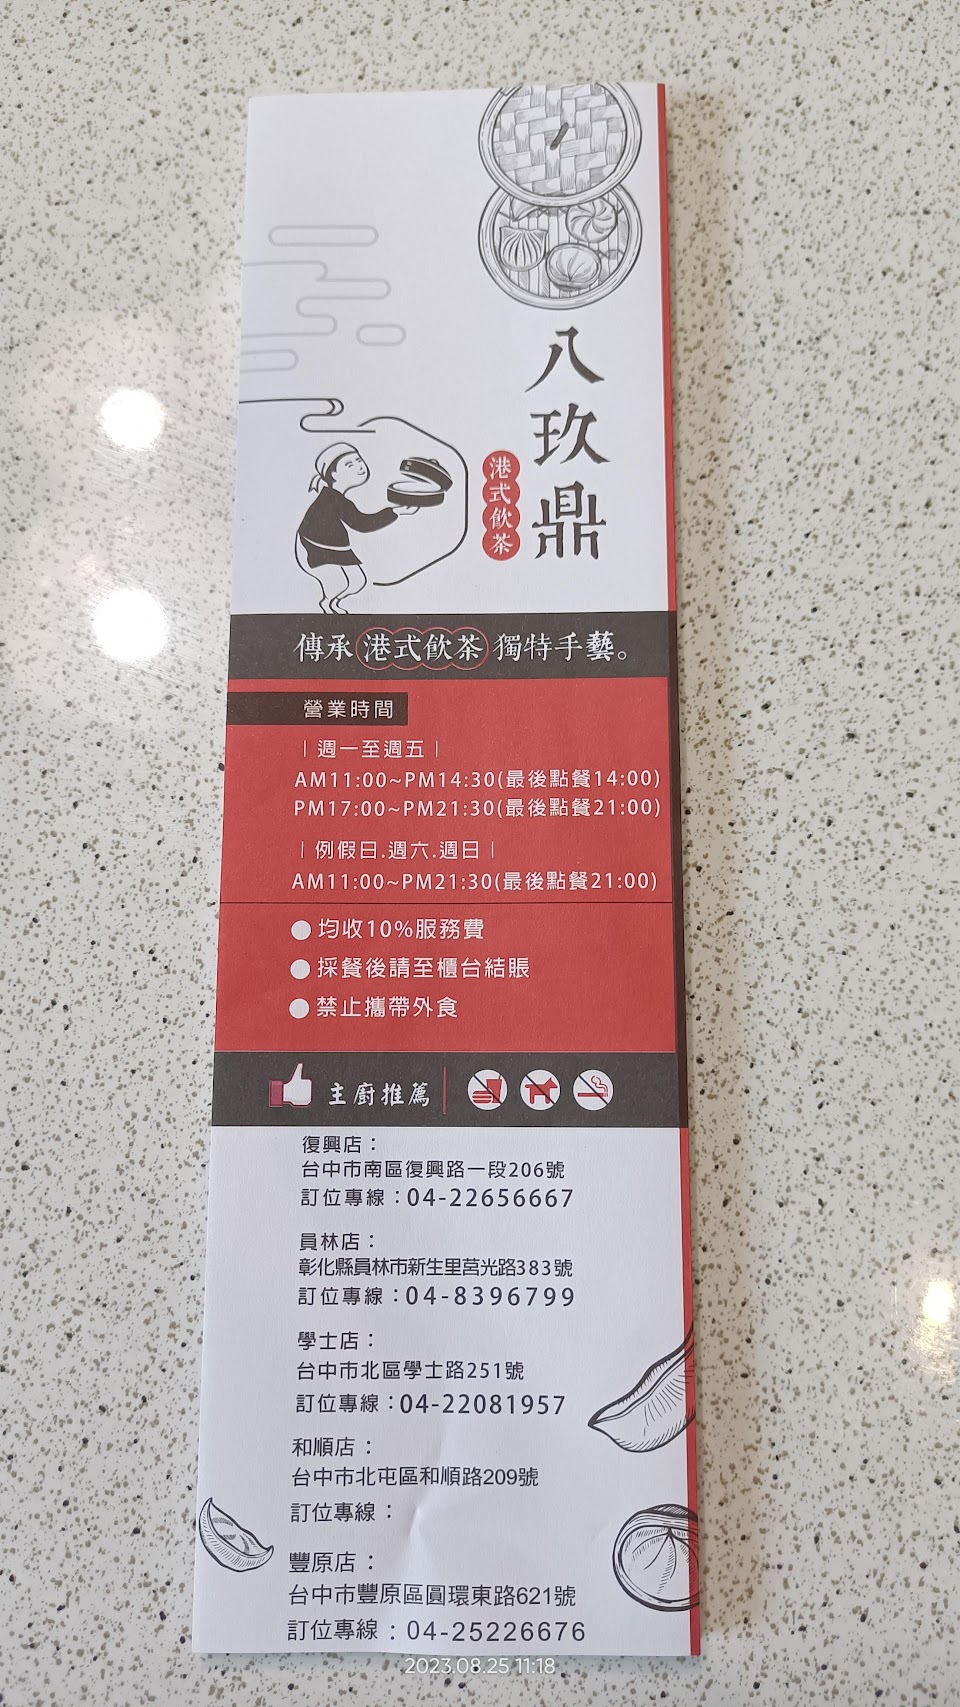 八玖鼎
港式飲茶
傳承港式飲茶獨特手藝。
營業時間
｜週一至週五｜
AM11:00~PM14:30(最後點餐14:00)
PM17:00~PM21:30(最後點餐21:00)
｜例假日.週六.週日｜
AM11:00~PM21:30(最後點餐21:00)
●均收10%服務費
●採餐後請至櫃台結賬
●禁止攜帶外食
主廚推薦
復興店：
台中市南區復興路一段206號
訂位專線：04-22656667
員林店：
彰化縣員林市新生里莒光路383號
訂位專線：04-8396799
學士店：
台中市北區學士路251號
訂位專線：04-22081957
和順店：
台中市北屯區和順路209號
訂位專線：
豐原店：
台中市豐原區圓環東路621號
訂位專線：04-25226676
2023.08.25 11:18